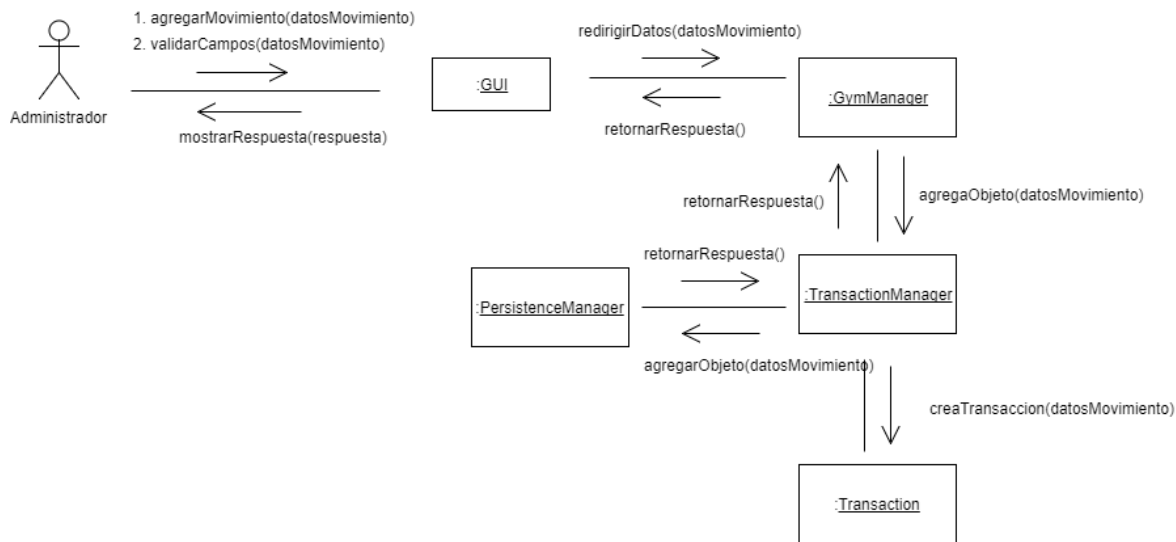 1. agregarMovimiento(datosMovimiento)
2. validarCampos(datosMovimiento)
Administrador
mostrarRespuesta(respuesta)
:GUI
redirigirDatos(datosMovimiento)
retornarRespuesta()
:GymManager
retornarRespuesta()
agregaObjeto(datosMovimiento)
retornarRespuesta()
:PersistenceManager
:TransactionManager
agregarObjeto(datosMovimiento)
creaTransaccion(datosMovimiento)
:Transaction